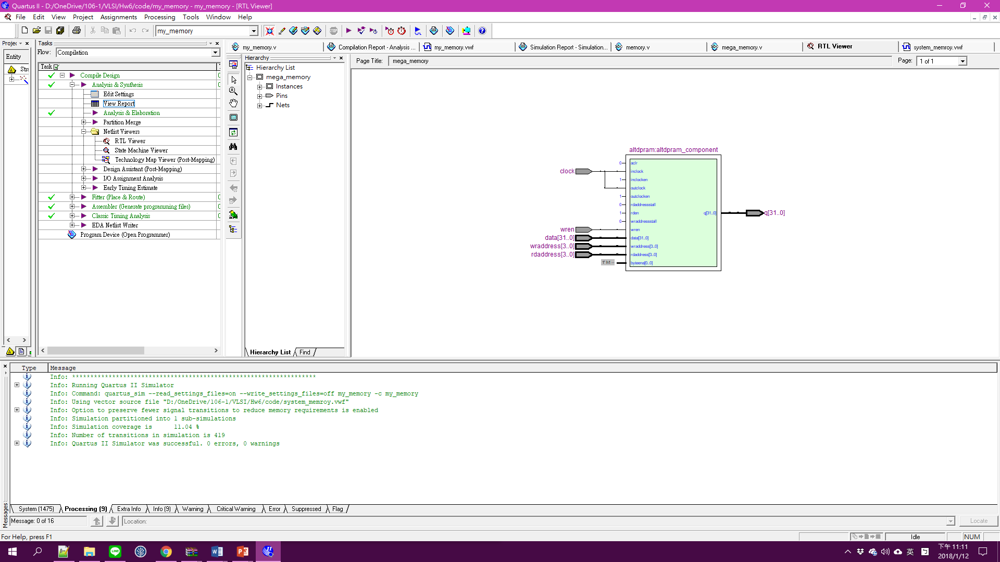 Quartus II - D:/OneDrive/106-1/VLSI/Hw6/code/my_memory - my_memory - [RTL Viewer]
File Edit View Project Assignments Processing Tools Window Help
my_memory
Tasks
Flow: Compilation
Entity
Task
Compile Design
Analysis & Synthesis
Edit Settings
View Report
Analysis & Elaboration
Partition Merge
Netlist Viewers
RTL Viewer
State Machine Viewer
Technology Map Viewer (Post-Mapping)
Design Assistant (Post-Mapping)
I/O Assignment Analysis
Early Timing Estimate
Fitter (Place & Route)
Assembler (Generate programming files)
Classic Timing Analysis
EDA Netlist Writer
Program Device (Open Programmer)
my_memory.v
Compilation Report - Analysis ...
my_memory.vwf
Simulation Report - Simulation...
memory.v
mega_memory.v
RTL Viewer
system_memroy.vwf
Hierarchy
Hierarchy List
mega_memory
Instances
Pins
Nets
Hierarchy List Find
Page Title: mega_memory
Page: 1 of 1
altdpram:altdpram_component
0 aclr
clock inclock
1 inclocken
outclock
1 outclocken
0 rdaddressstall
1 rden q[31..0] q[31..0]
0 wraddressstall
wren wren
data[31..0] data[31..0]
wraddress[3..0] wraddress[3..0]
rdaddress[3..0] rdaddress[3..0]
1' h1 -- byteena[0..0]
Type Message
Info: *******************************************************************
Info: Running Quartus II Simulator
Info: Command: quartus_sim --read_settings_files=on --write_settings_files=off my_memory -c my_memory
Info: Using vector source file "D:/OneDrive/106-1/VLSI/Hw6/code/system_memroy.vwf"
Info: Option to preserve fewer signal transitions to reduce memory requirements is enabled
Info: Simulation partitioned into 1 sub-simulations
Info: Simulation coverage is 11.04 %
Info: Number of transitions in simulation is 419
Info: Quartus II Simulator was successful. 0 errors, 0 warnings
System (1475) Processing (9) Extra Info Info (9) Warning Critical Warning Error Suppressed Flag
Messages
Message: 0 of 16
Location:
Locate
For Help, press F1
Idle
NUM
英
下午 11:11
2018/1/12